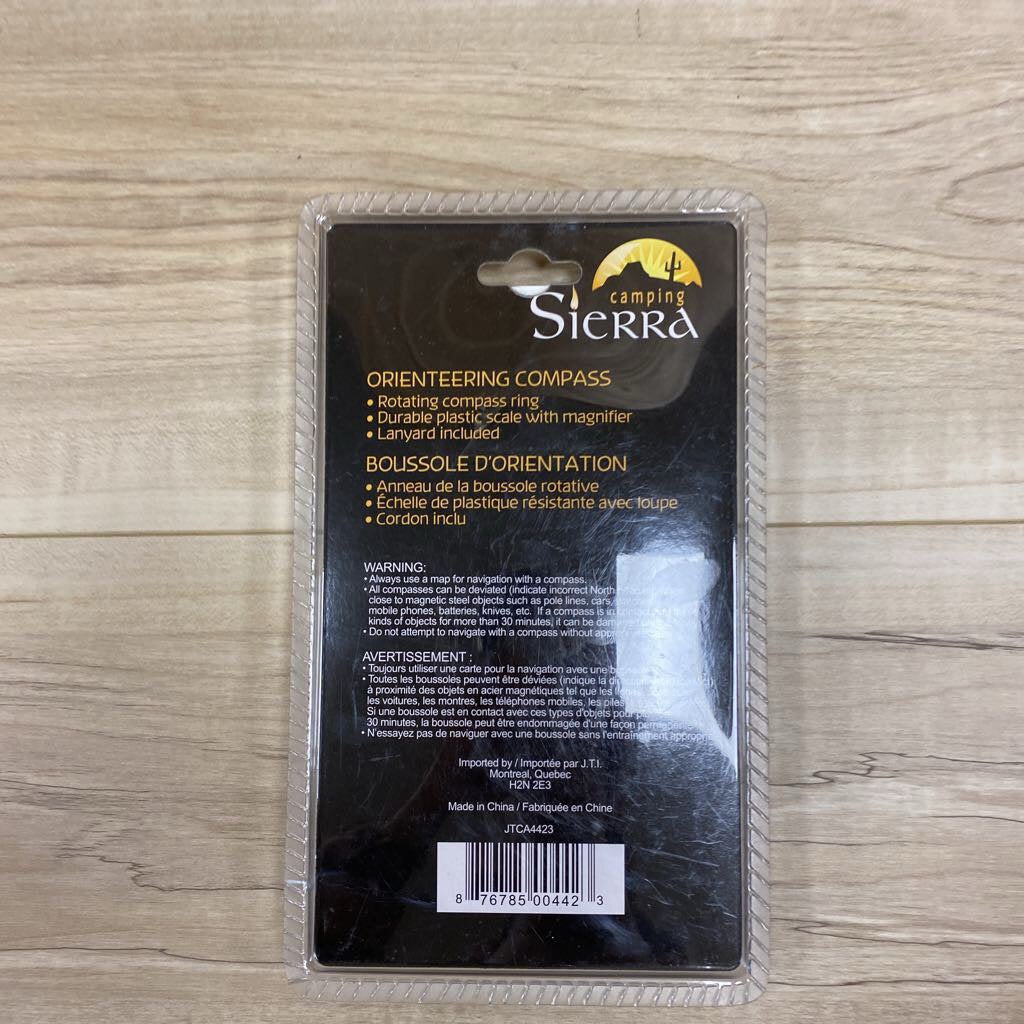 camping
Sierra
ORIENTEERING COMPASS
• Rotating compass ring
• Durable plastic scale with magnifier
• Lanyard included
BOUSSOLE D'ORIENTATION
• Anneau de la boussole rotative
• Échelle de plastique résistante avec loupe
• Cordon inclu
WARNING:
• Always use a map for navigation with a compass.
• All compasses can be deviated (indicate incorrect North
close to magnetic steel objects such as pole lines, cars,
mobile phones, batteries, knives, etc. If a compass is in
kinds of objects for more than 30 minutes, it can be
• Do not attempt to navigate with a compass without
AVERTISSEMENT :
• Toujours utiliser une carte pour la navigation avec une
• Toutes les boussoles peuvent être déviées (indique la
à proximité des objets en acier magnétiques tel que les
les voitures, les montres, les téléphones mobiles, les piles
Si une boussole est en contact avec ces types d'objets pour
30 minutes, la boussole peut être endommagée d'une façon
• N'essayez pas de naviguer avec une boussole sans l'entraînement
Imported by / Importée par J.T.I.
Montreal, Quebec
H2N 2E3
Made in China / Fabriquée en Chine
JTCA4423
8 76785 00442 3